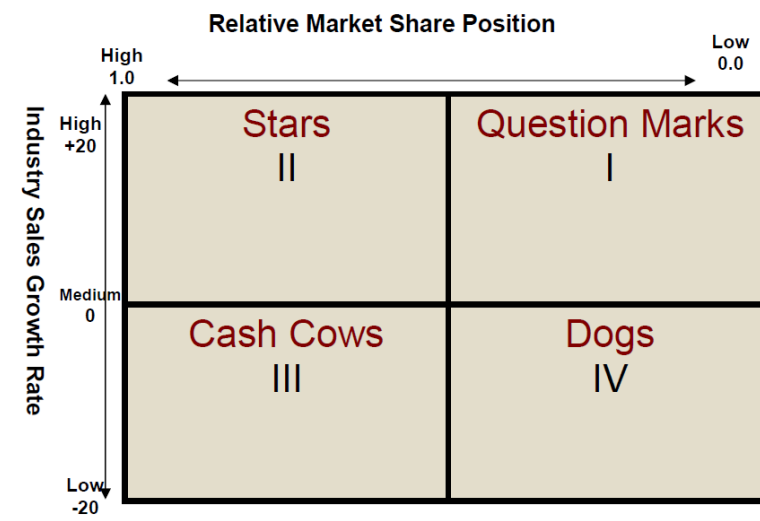 Relative Market Share Position
High
1.0
Low
0.0
Industry Sales Growth Rate
High
+20
Medium
0
Low
-20
Stars
II
Question Marks
I
Cash Cows
III
Dogs
IV